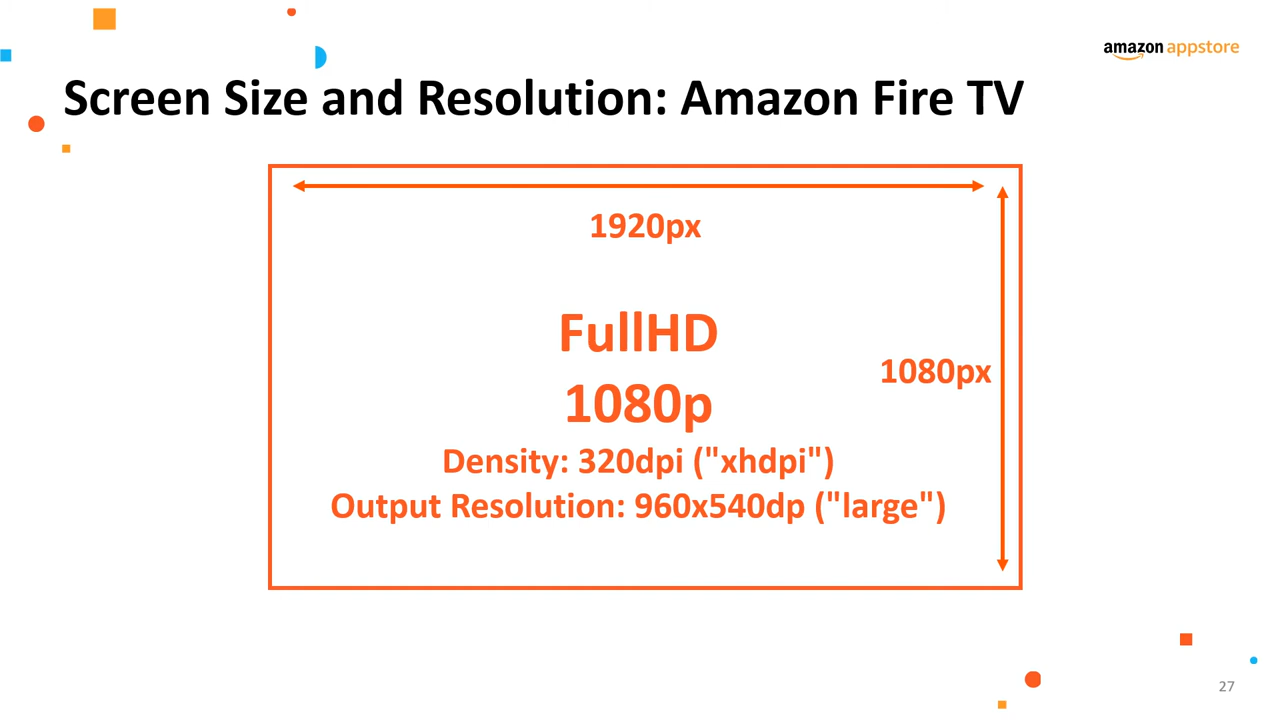 amazon appstore
Screen Size and Resolution: Amazon Fire TV
1920px
FullHD
1080px
1080p
Density: 320dpi ("xhdpi")
Output Resolution: 960x540dp ("large")
27